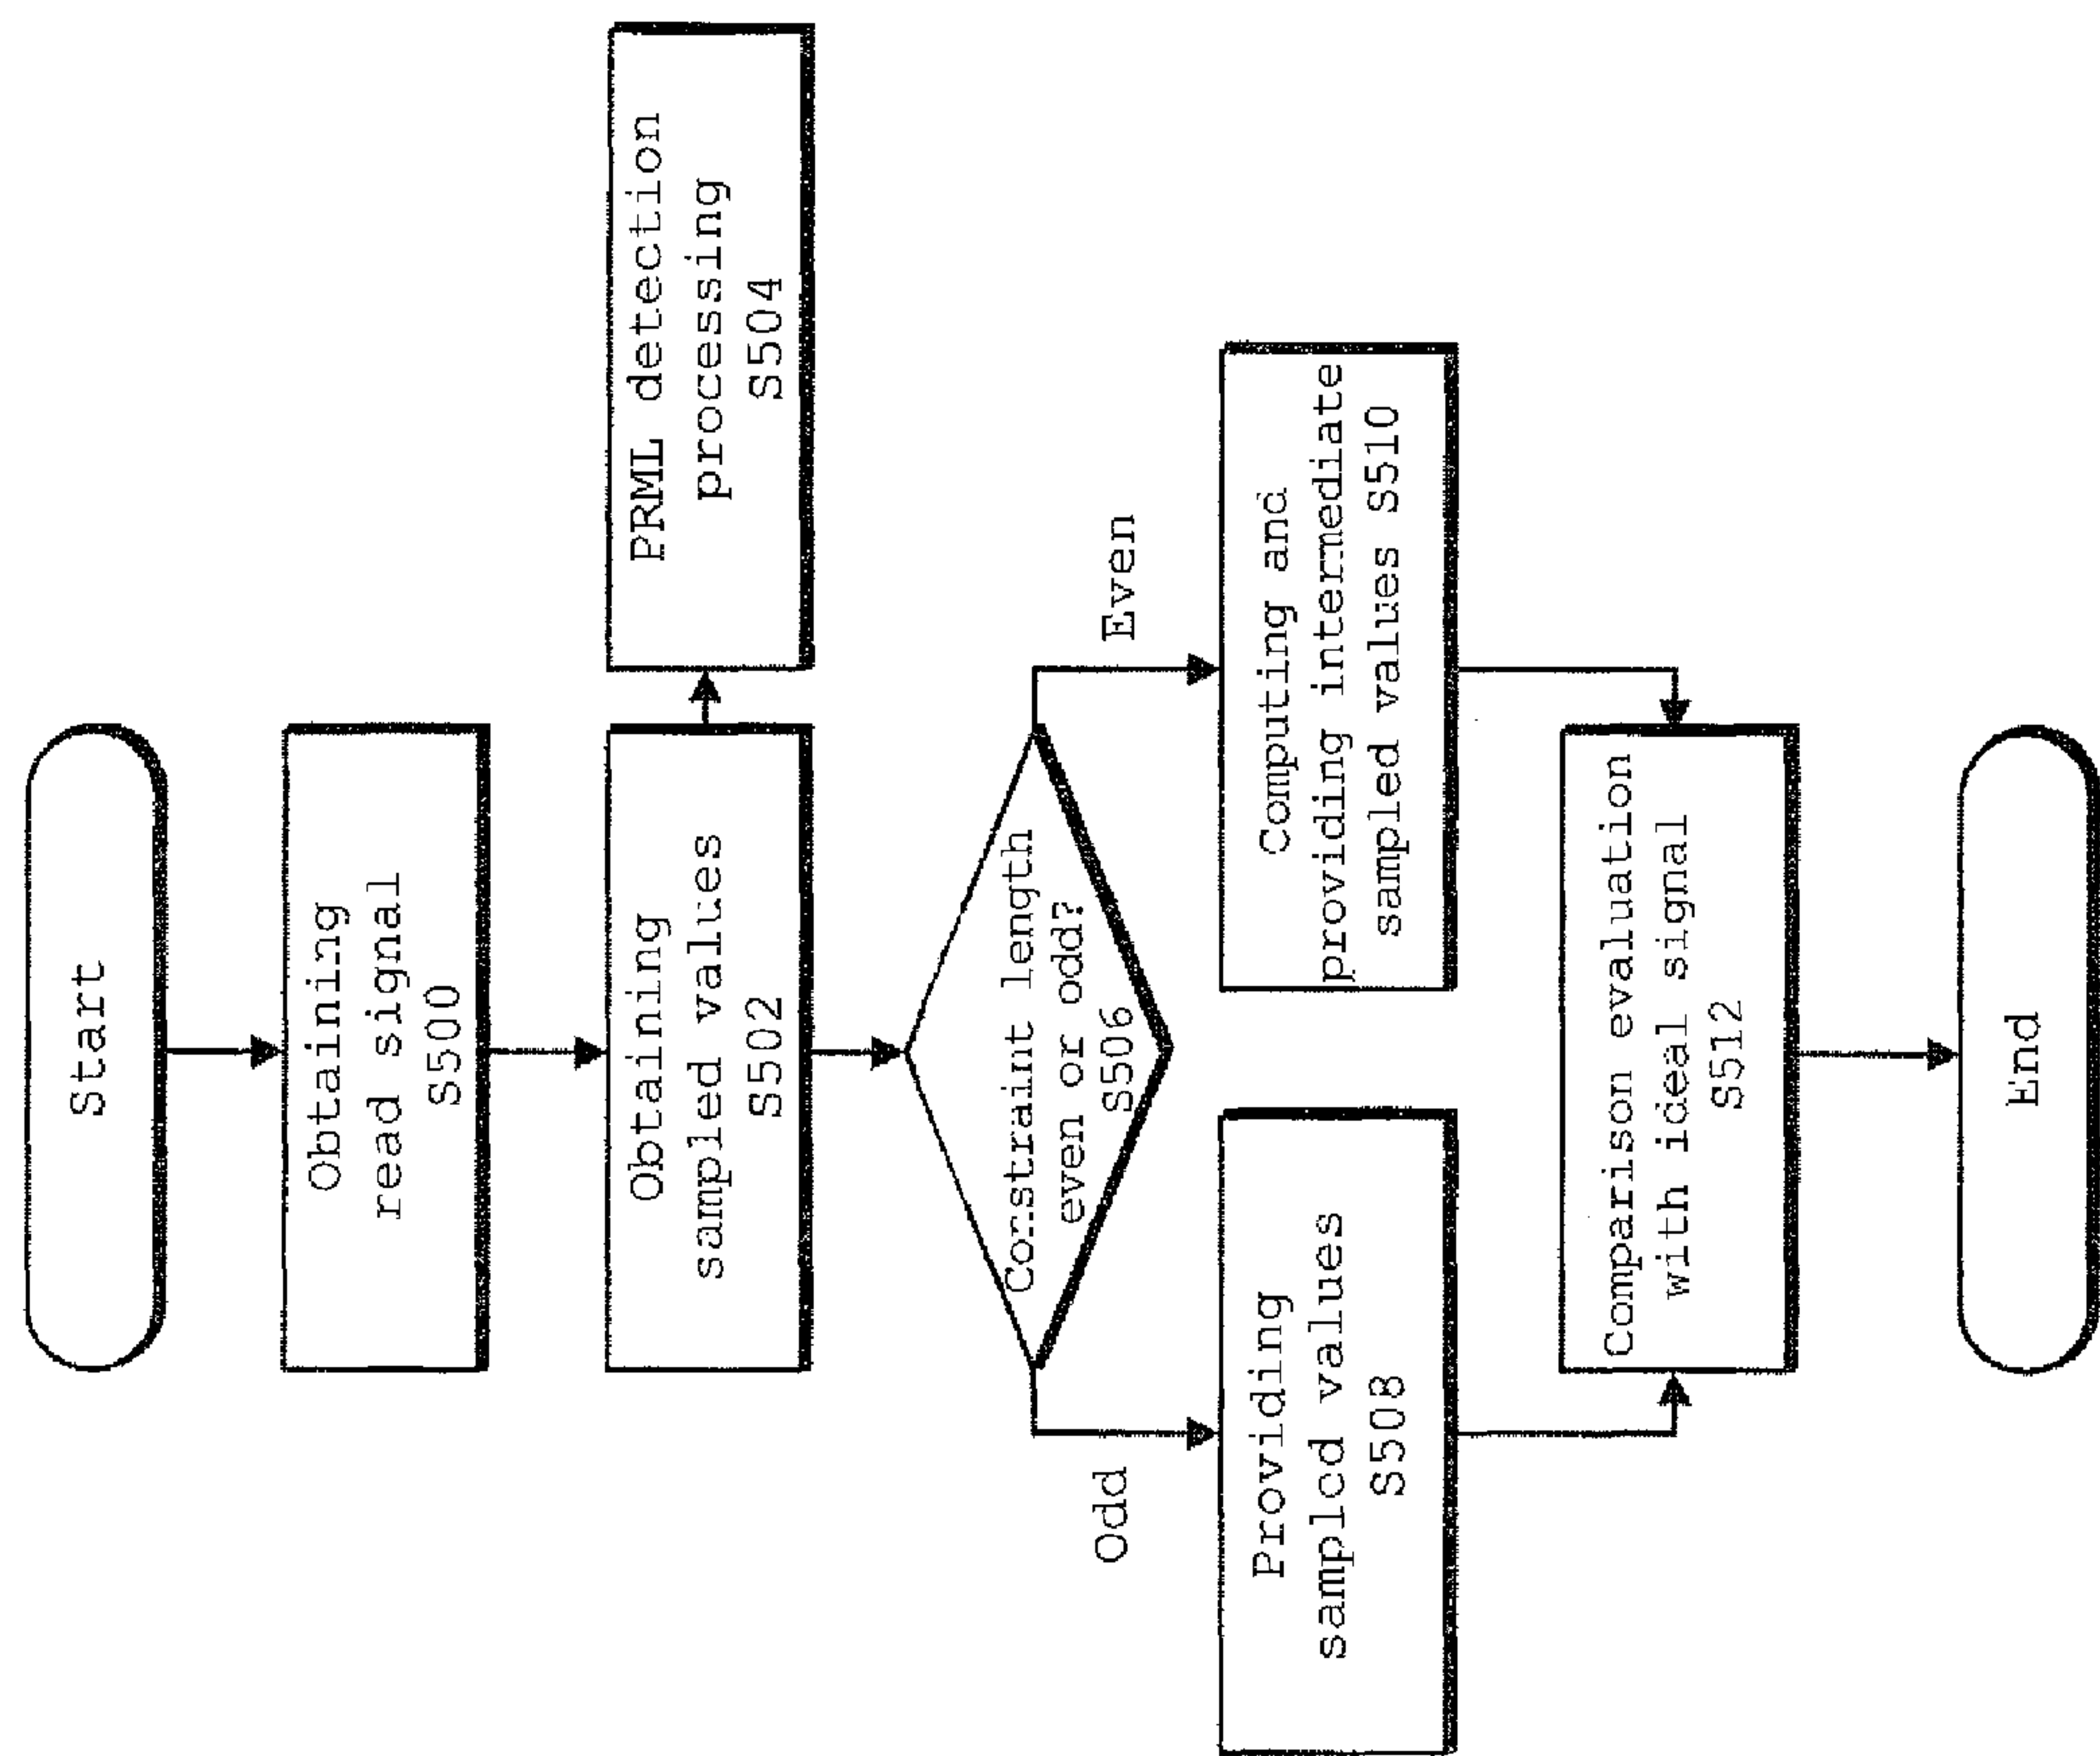 Start
Obtaining
read signal
S500
Obtaining
sampled values
S502
PRML detection
processing
S504
Constraint length
even or odd?
S506
Odd
Even
Providing
sampled values
S508
Computing and
providing intermediate
sampled values S510
Comparison evaluation
with ideal signal
S512
End